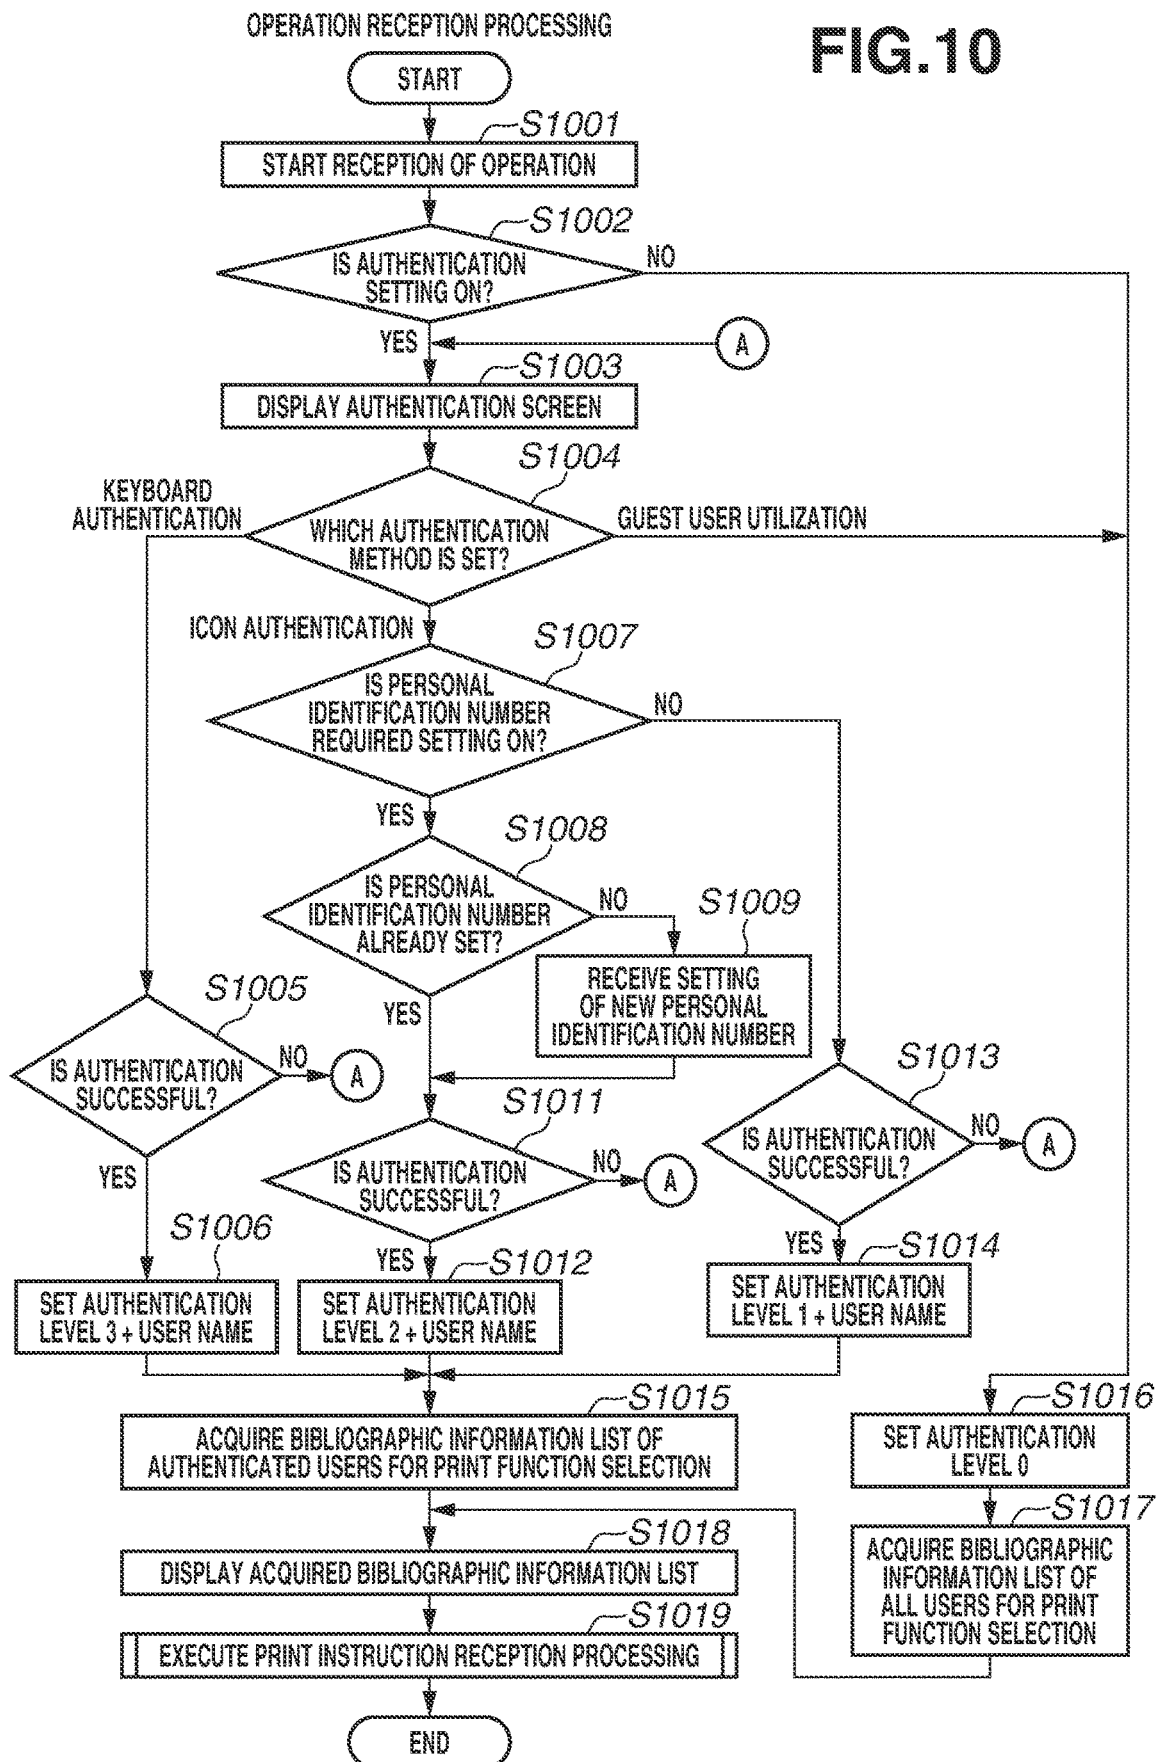 OPERATION RECEPTION PROCESSING
FIG.10
START
S1001
START RECEPTION OF OPERATION
S1002
IS AUTHENTICATION
SETTING ON?
NO
YES
A
S1003
DISPLAY AUTHENTICATION SCREEN
S1004
KEYBOARD
AUTHENTICATION
WHICH AUTHENTICATION
METHOD IS SET?
GUEST USER UTILIZATION
ICON AUTHENTICATION
S1007
IS PERSONAL
IDENTIFICATION NUMBER
REQUIRED SETTING ON?
NO
YES
S1008
IS PERSONAL
IDENTIFICATION NUMBER
ALREADY SET?
NO
S1009
RECEIVE SETTING
OF NEW PERSONAL
IDENTIFICATION NUMBER
YES
S1005
IS AUTHENTICATION
SUCCESSFUL?
NO
A
YES
S1011
IS AUTHENTICATION
SUCCESSFUL?
NO
A
YES
S1013
IS AUTHENTICATION
SUCCESSFUL?
NO
A
YES
S1006
SET AUTHENTICATION
LEVEL 3 + USER NAME
S1012
SET AUTHENTICATION
LEVEL 2 + USER NAME
S1014
SET AUTHENTICATION
LEVEL 1 + USER NAME
S1015
ACQUIRE BIBLIOGRAPHIC INFORMATION LIST OF
AUTHENTICATED USERS FOR PRINT FUNCTION SELECTION
S1016
SET AUTHENTICATION
LEVEL 0
S1017
ACQUIRE BIBLIOGRAPHIC
INFORMATION LIST OF
ALL USERS FOR PRINT
FUNCTION SELECTION
S1018
DISPLAY ACQUIRED BIBLIOGRAPHIC INFORMATION LIST
S1019
EXECUTE PRINT INSTRUCTION RECEPTION PROCESSING
END